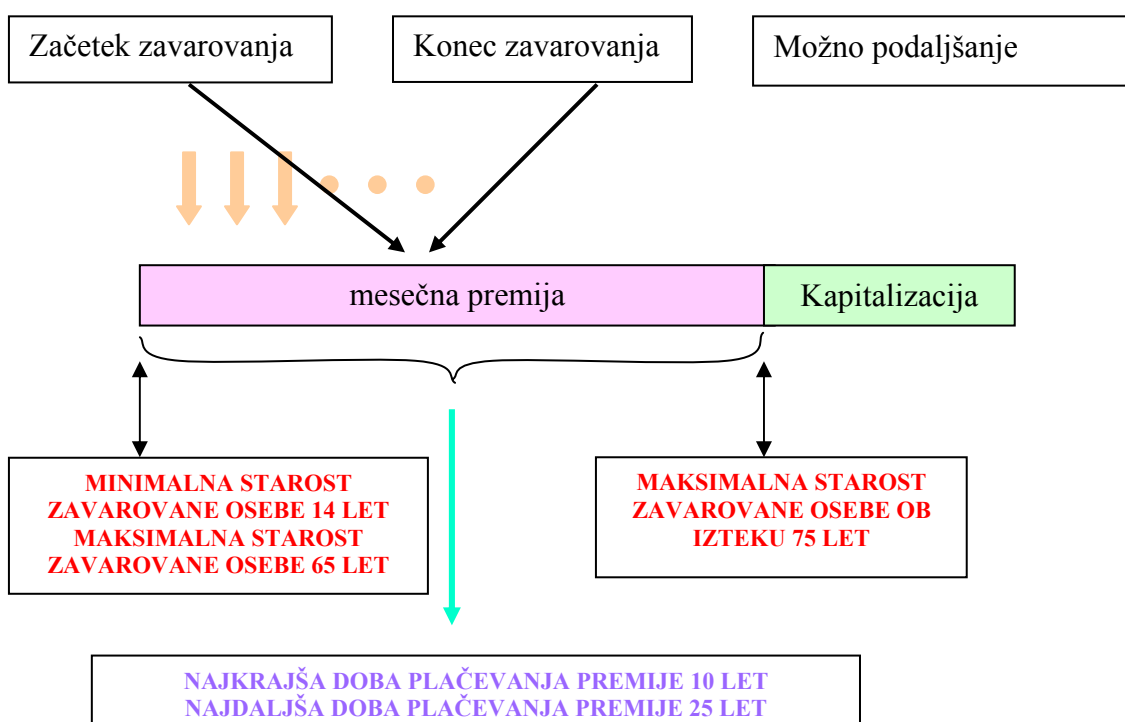 Začetek zavarovanja
Konec zavarovanja
Možno podaljšanje
mesečna premija
Kapitalizacija
MINIMALNA STAROST
ZAVAROVANE OSEBE 14 LET
MAKSIMALNA STAROST
ZAVAROVANE OSEBE 65 LET
MAKSIMALNA STAROST
ZAVAROVANE OSEBE OB
IZTEKU 75 LET
NAJKRAJŠA DOBA PLAČEVANJA PREMIJE 10 LET
NAJDALJŠA DOBA PLAČEVANJA PREMIJE 25 LET